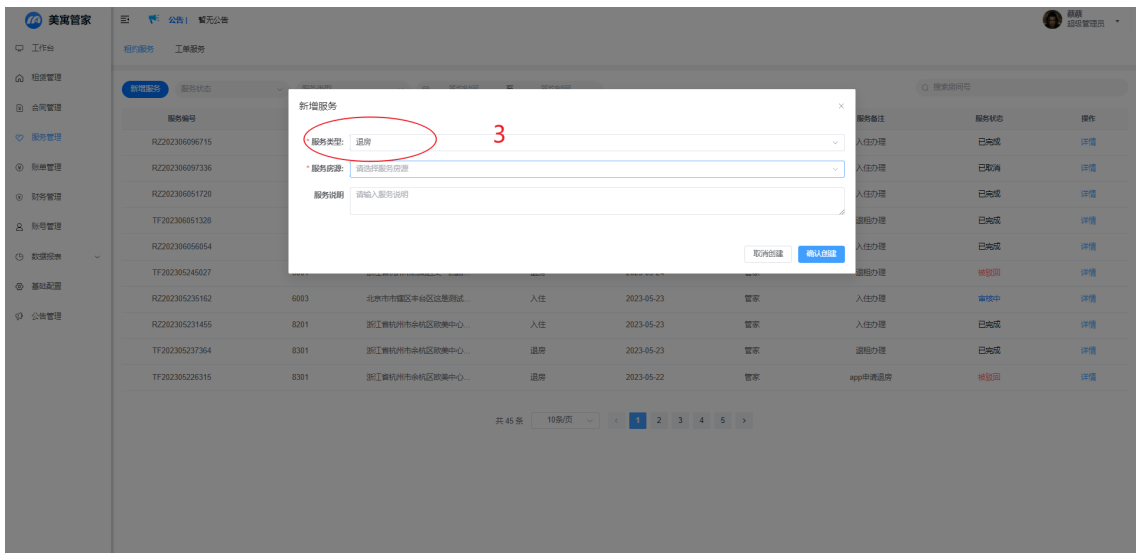 美寓管家
公告 | 暂无公告
蘋蘋
超级管理员
工作台
租约服务 工单服务
租赁管理
合同管理
服务管理
账单管理
财务管理
账号管理
数据报表
基础配置
公告管理
新增服务 服务状态 搜索房间号
服务编号 服务备注 服务状态 操作
新增服务
* 服务类型: 退房
3
* 服务房源: 请选择服务房源
服务说明 请输入服务说明
取消创建 确认创建
RZ202306096715 入住办理 已完成 详情
RZ202306097336 入住办理 已取消 详情
RZ202306051720 入住办理 已完成 详情
TF202306051328 退租办理 已完成 详情
RZ202306056054 入住办理 已完成 详情
TF202305245027 退租办理 被驳回 详情
RZ202305235162 6003 北京市市辖区丰台区这是测试... 入住 2023-05-23 管家 入住办理 审核中 详情
RZ202305231455 8201 浙江省杭州市余杭区欧美中心... 入住 2023-05-23 管家 入住办理 已完成 详情
TF202305237364 8301 浙江省杭州市余杭区欧美中心... 退房 2023-05-23 管家 退租办理 已完成 详情
TF202305226315 8301 浙江省杭州市余杭区欧美中心... 退房 2023-05-22 管家 app申请退房 被驳回 详情
共 45 条 10条/页 < 1 2 3 4 5 >